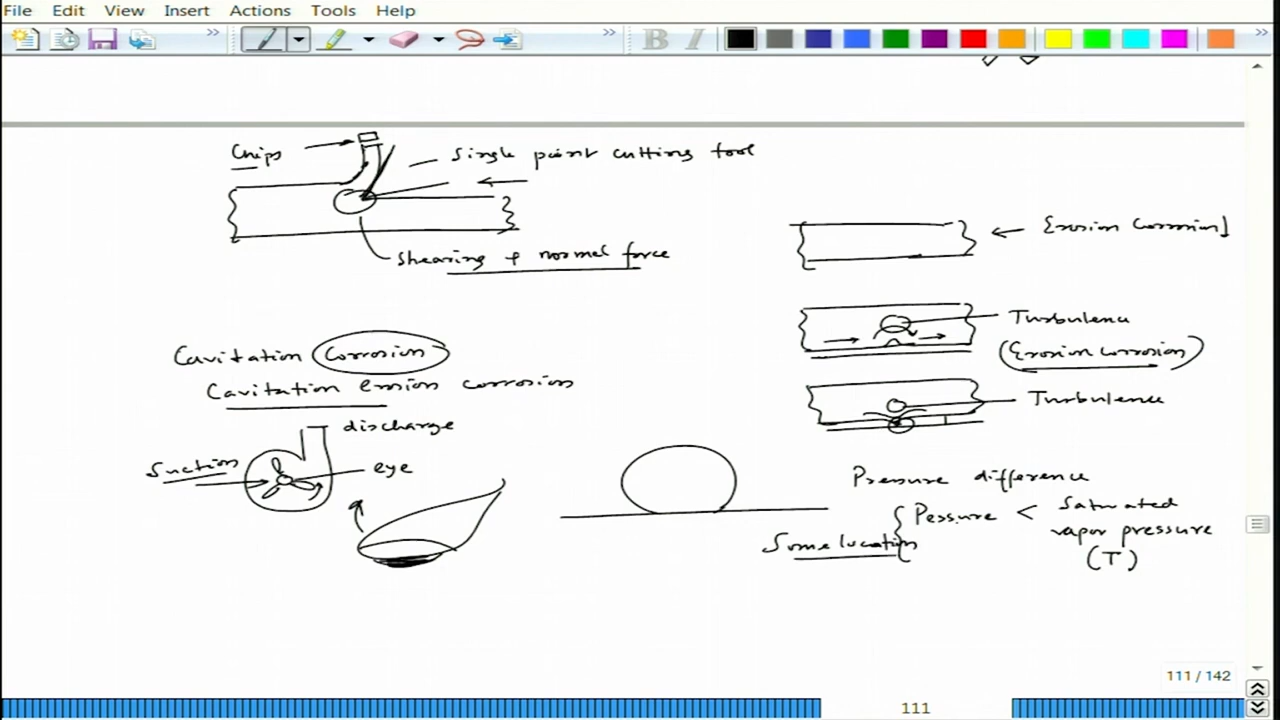 File Edit View Insert Actions Tools Help
Chips
Single point cutting tool
shearing + normal force
Erosion Corrosion
Turbulence
(Erosion corrosion)
Turbulence
Cavitation Corrosion
Cavitation erosion corrosion
discharge
Suction
eye
Pressure difference
Pessure < Saturated
vapor pressure
(T)
Some location
111 / 142
111